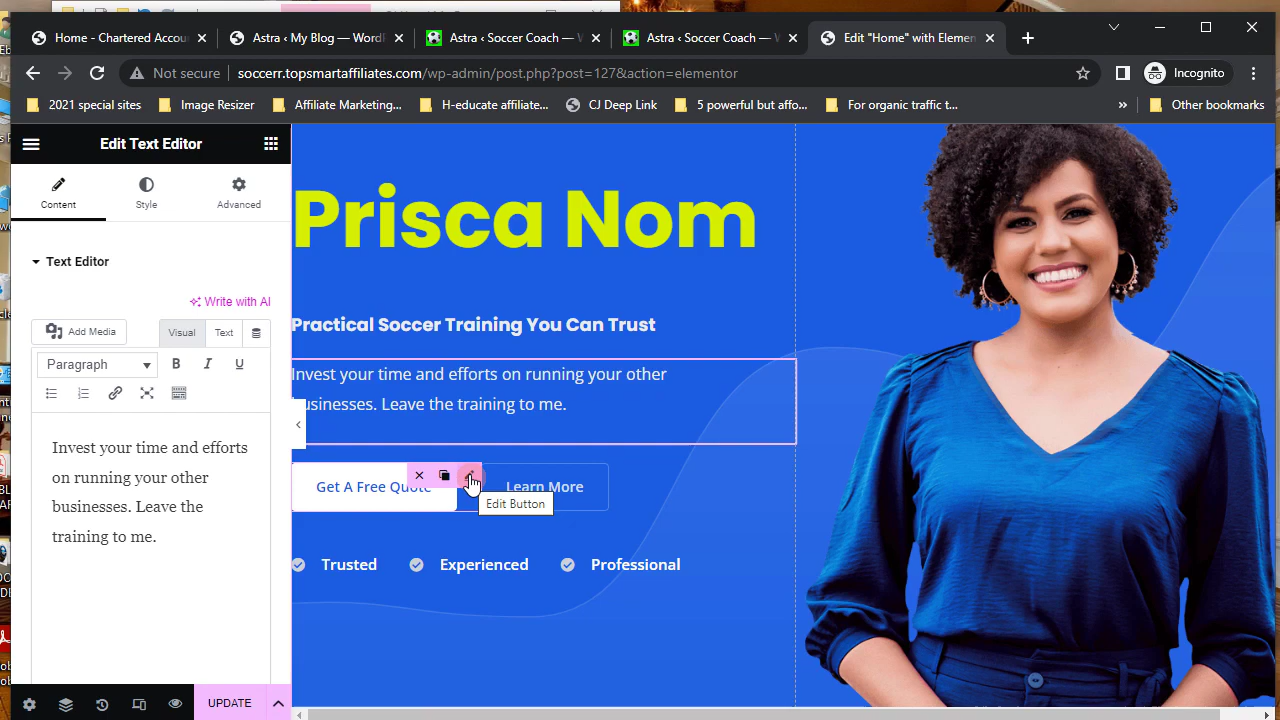 Home - Chartered Accou
Astra ‹ My Blog — Word
Astra ‹ Soccer Coach — W
Astra ‹ Soccer Coach — W
Edit "Home" with Elemen
Not secure
soccerr.topsmartaffiliates.com/wp-admin/post.php?post=127&action=elementor
Incognito
2021 special sites
Image Resizer
Affiliate Marketing...
H-educate affiliate...
CJ Deep Link
5 powerful but affo...
For organic traffic t...
»
Other bookmarks
Edit Text Editor
Content
Style
Advanced
Text Editor
Write with AI
Add Media
Visual
Text
Paragraph
B I U
Invest your time and efforts
on running your other
businesses. Leave the
training to me.
UPDATE
Prisca Nom
Practical Soccer Training You Can Trust
Invest your time and efforts on running your other
businesses. Leave the training to me.
Get A Free Quote
Learn More
Edit Button
Trusted
Experienced
Professional